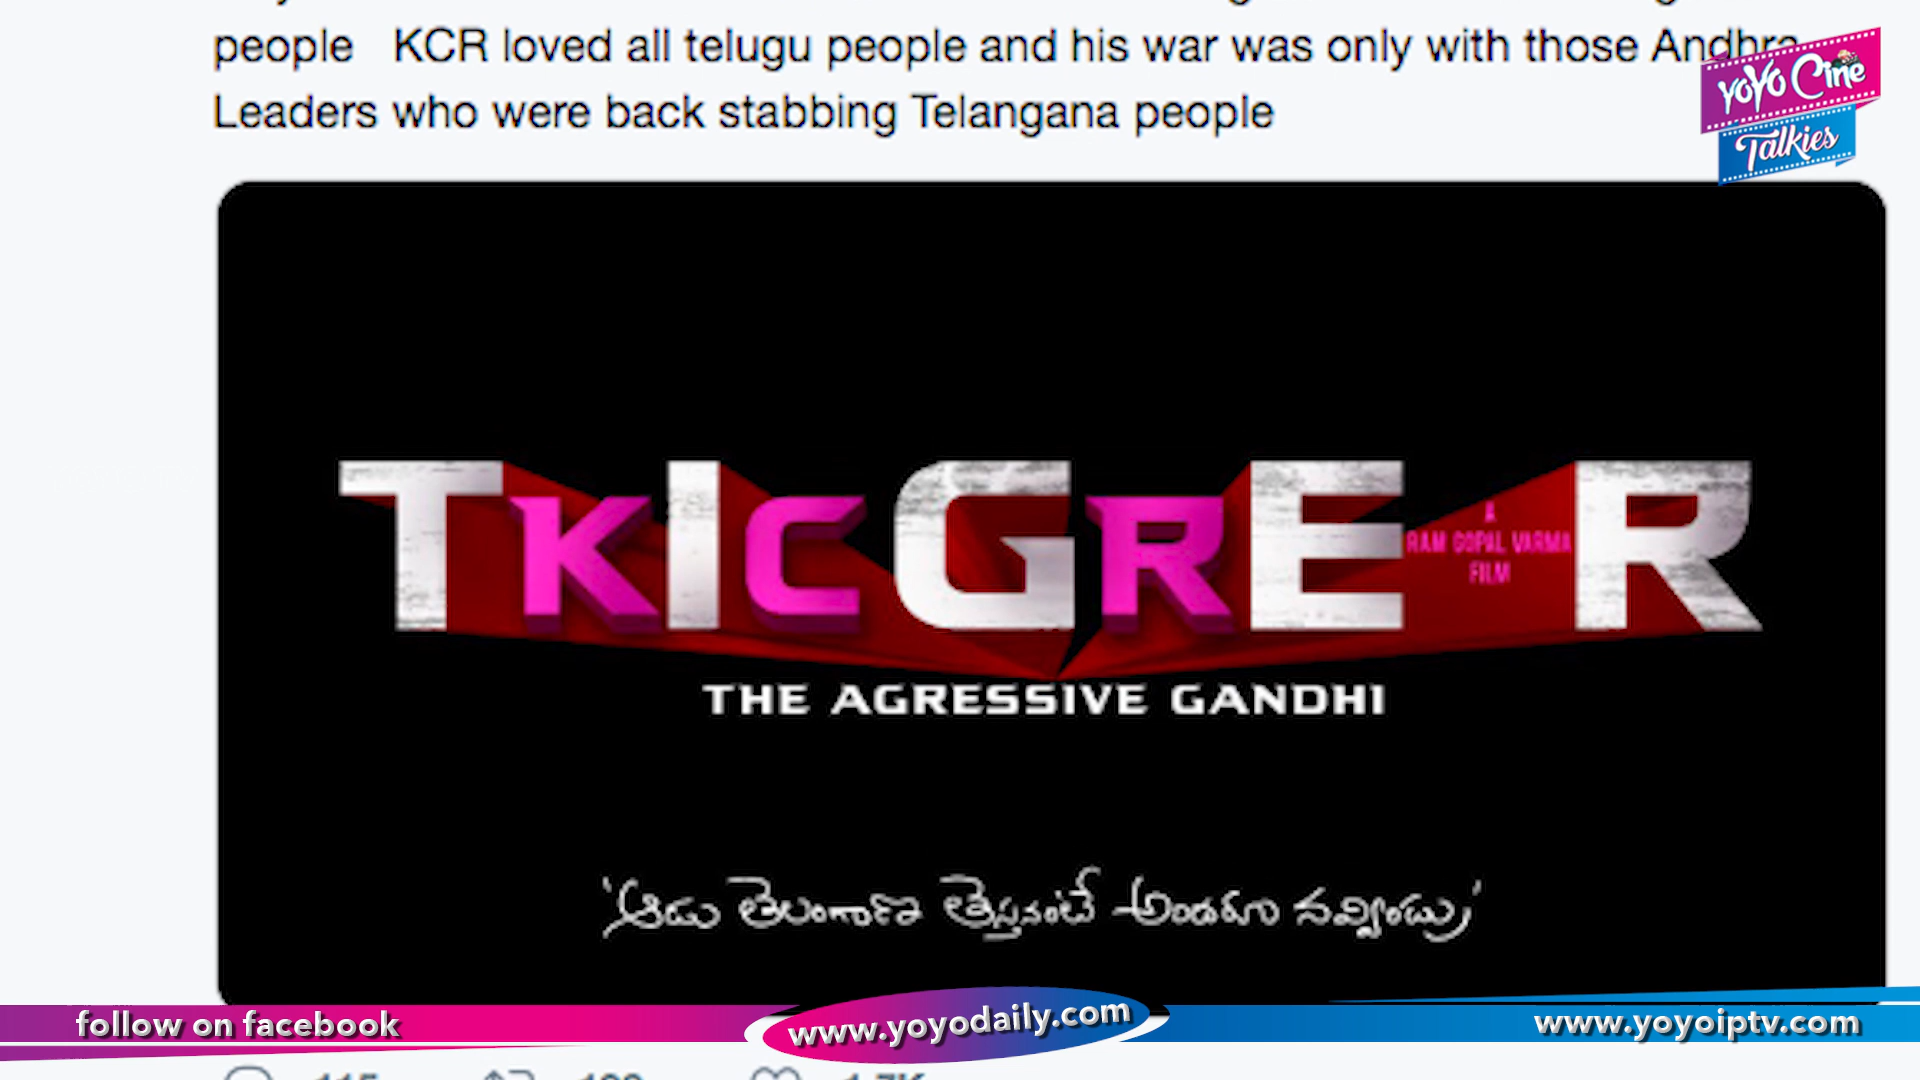 people KCR loved all telugu people and his war was only with those Andhra
Leaders who were back stabbing Telangana people
YOYO Cine
Talkies
TKICGRER
A
RAM GOPAL VARMA
FILM
THE AGRESSIVE GANDHI
'ఆడు తెలంగాణ తెస్తనంటే అందరూ నవ్విండ్రు'
follow on facebook
www.yoyodaily.com
www.yoyoiptv.com